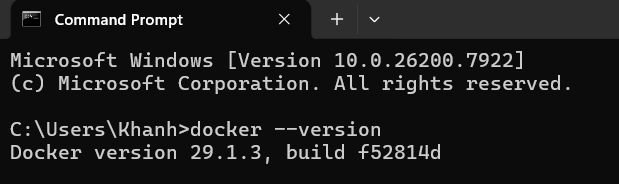 Command Prompt
Microsoft Windows [Version 10.0.26200.7922]
(c) Microsoft Corporation. All rights reserved.
C:\Users\Khanh>docker --version
Docker version 29.1.3, build f52814d